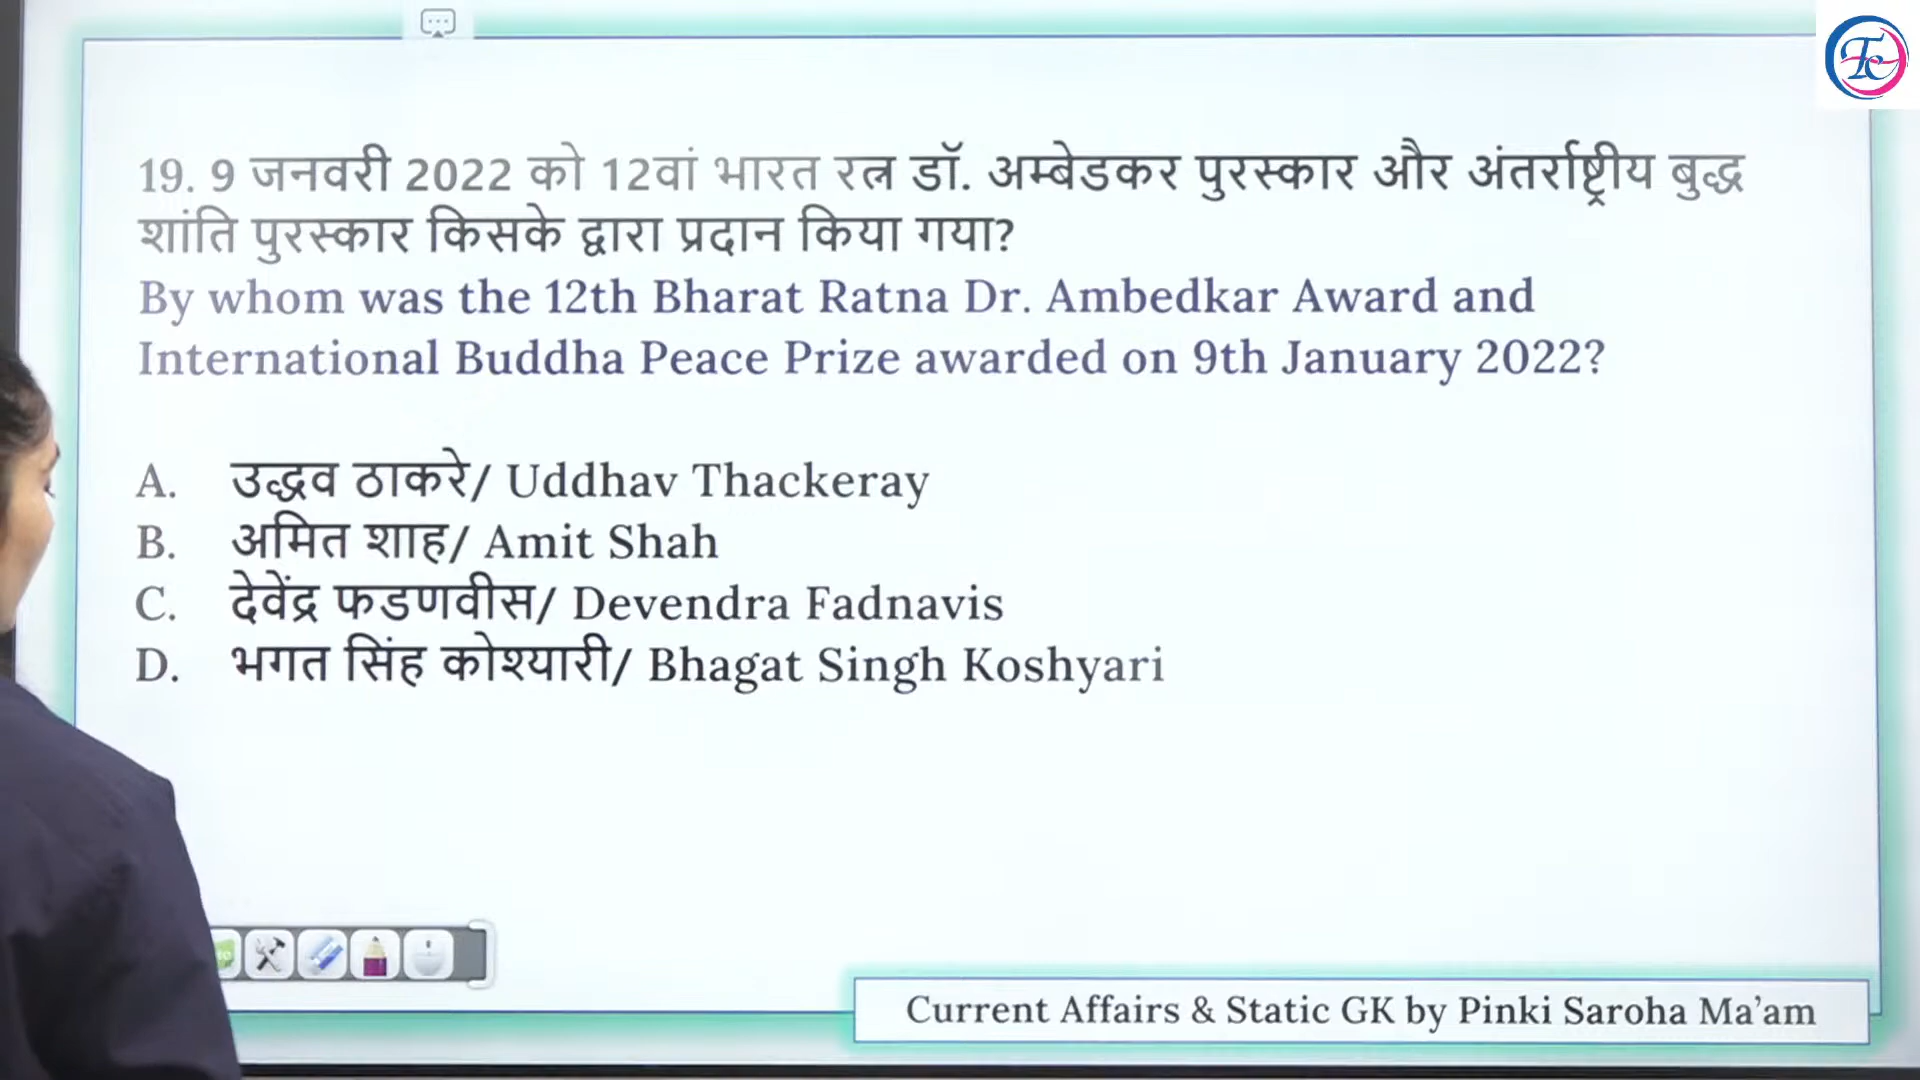 Tc
19. 9 जनवरी 2022 को 12वां भारत रत्न डॉ. अम्बेडकर पुरस्कार और अंतर्राष्ट्रीय बुद्ध
शांति पुरस्कार किसके द्वारा प्रदान किया गया?
By whom was the 12th Bharat Ratna Dr. Ambedkar Award and
International Buddha Peace Prize awarded on 9th January 2022?
A. उद्धव ठाकरे/ Uddhav Thackeray
B. अमित शाह/ Amit Shah
C. देवेंद्र फडणवीस/ Devendra Fadnavis
D. भगत सिंह कोश्यारी/ Bhagat Singh Koshyari
Current Affairs & Static GK by Pinki Saroha Ma’am